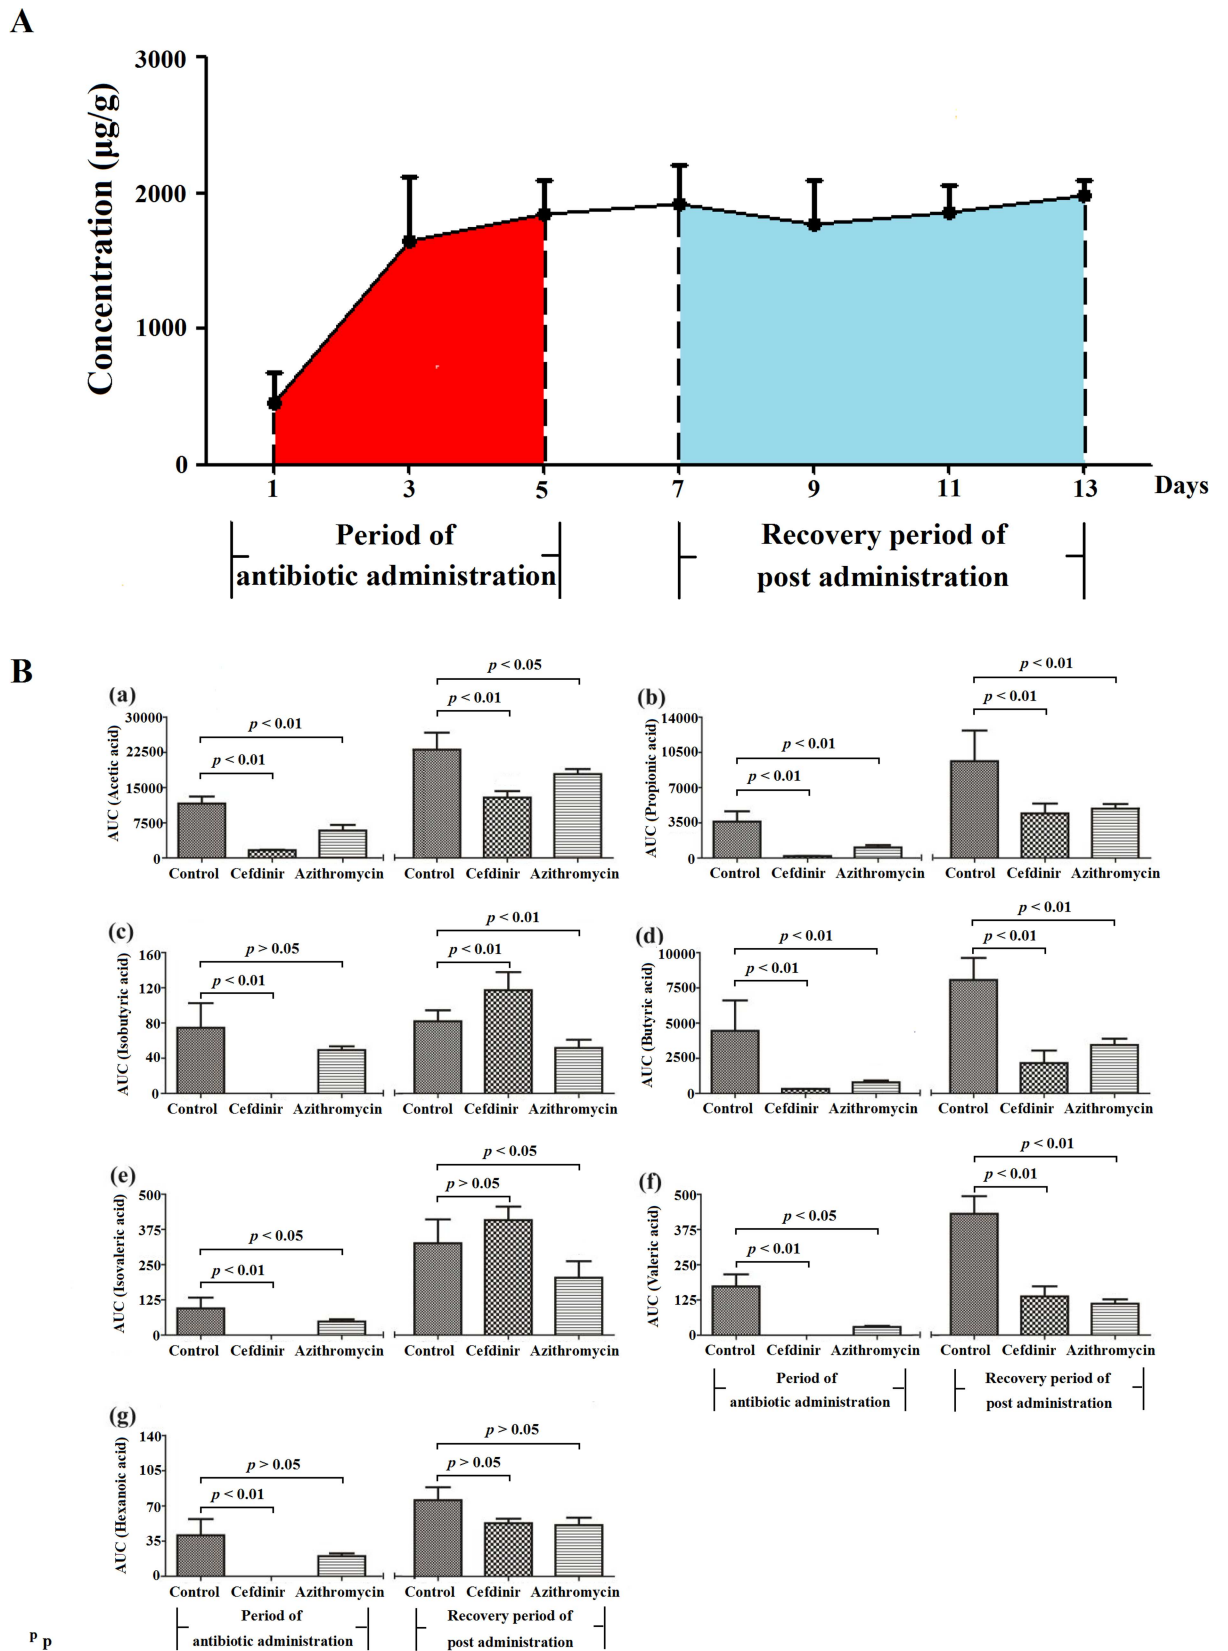 A
Concentration (µg/g)
3000
2000
1000
0
1 3 5 7 9 11 13 Days
Period of
antibiotic administration
Recovery period of
post administration
B
(a)
AUC (Acetic acid)
30000
22500
15000
7500
0
p < 0.01
p < 0.01
p < 0.05
p < 0.01
Control Cefdinir Azithromycin Control Cefdinir Azithromycin
(b)
AUC (Propionic acid)
14000
10500
7000
3500
0
p < 0.01
p < 0.01
p < 0.01
p < 0.01
Control Cefdinir Azithromycin Control Cefdinir Azithromycin
(c)
AUC (Isobutyric acid)
160
120
80
40
0
p > 0.05
p < 0.01
p < 0.01
p < 0.01
Control Cefdinir Azithromycin Control Cefdinir Azithromycin
(d)
AUC (Butyric acid)
10000
7500
5000
2500
0
p < 0.01
p < 0.01
p < 0.01
p < 0.01
Control Cefdinir Azithromycin Control Cefdinir Azithromycin
(e)
AUC (Isovaleric acid)
500
375
250
125
0
p < 0.05
p < 0.01
p < 0.05
p > 0.05
Control Cefdinir Azithromycin Control Cefdinir Azithromycin
(f)
AUC (Valeric acid)
500
375
250
125
0
p < 0.05
p < 0.01
p < 0.01
p < 0.01
Control Cefdinir Azithromycin Control Cefdinir Azithromycin
Period of
antibiotic administration
Recovery period of
post administration
(g)
AUC (Hexanoic acid)
140
105
70
35
0
p > 0.05
p < 0.01
p > 0.05
p > 0.05
Control Cefdinir Azithromycin Control Cefdinir Azithromycin
Period of
antibiotic administration
Recovery period of
post administration
p p